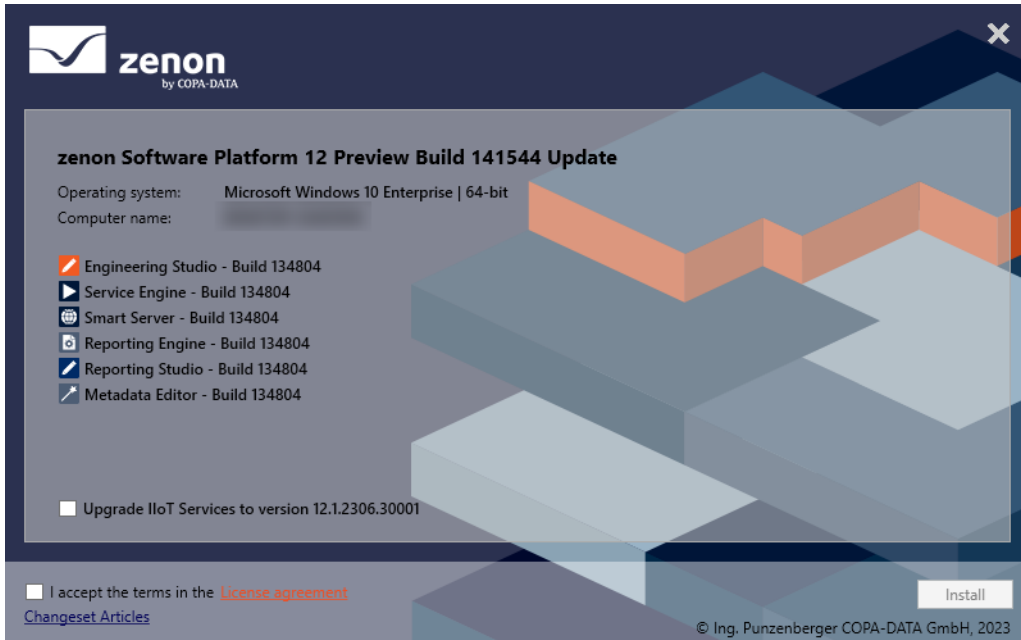 zenon
by COPA-DATA
zenon Software Platform 12 Preview Build 141544 Update
Operating system: Microsoft Windows 10 Enterprise | 64-bit
Computer name:
Engineering Studio - Build 134804
Service Engine - Build 134804
Smart Server - Build 134804
Reporting Engine - Build 134804
Reporting Studio - Build 134804
Metadata Editor - Build 134804
Upgrade IIoT Services to version 12.1.2306.30001
I accept the terms in the License agreement
Install
Changeset Articles
© Ing. Punzenberger COPA-DATA GmbH, 2023